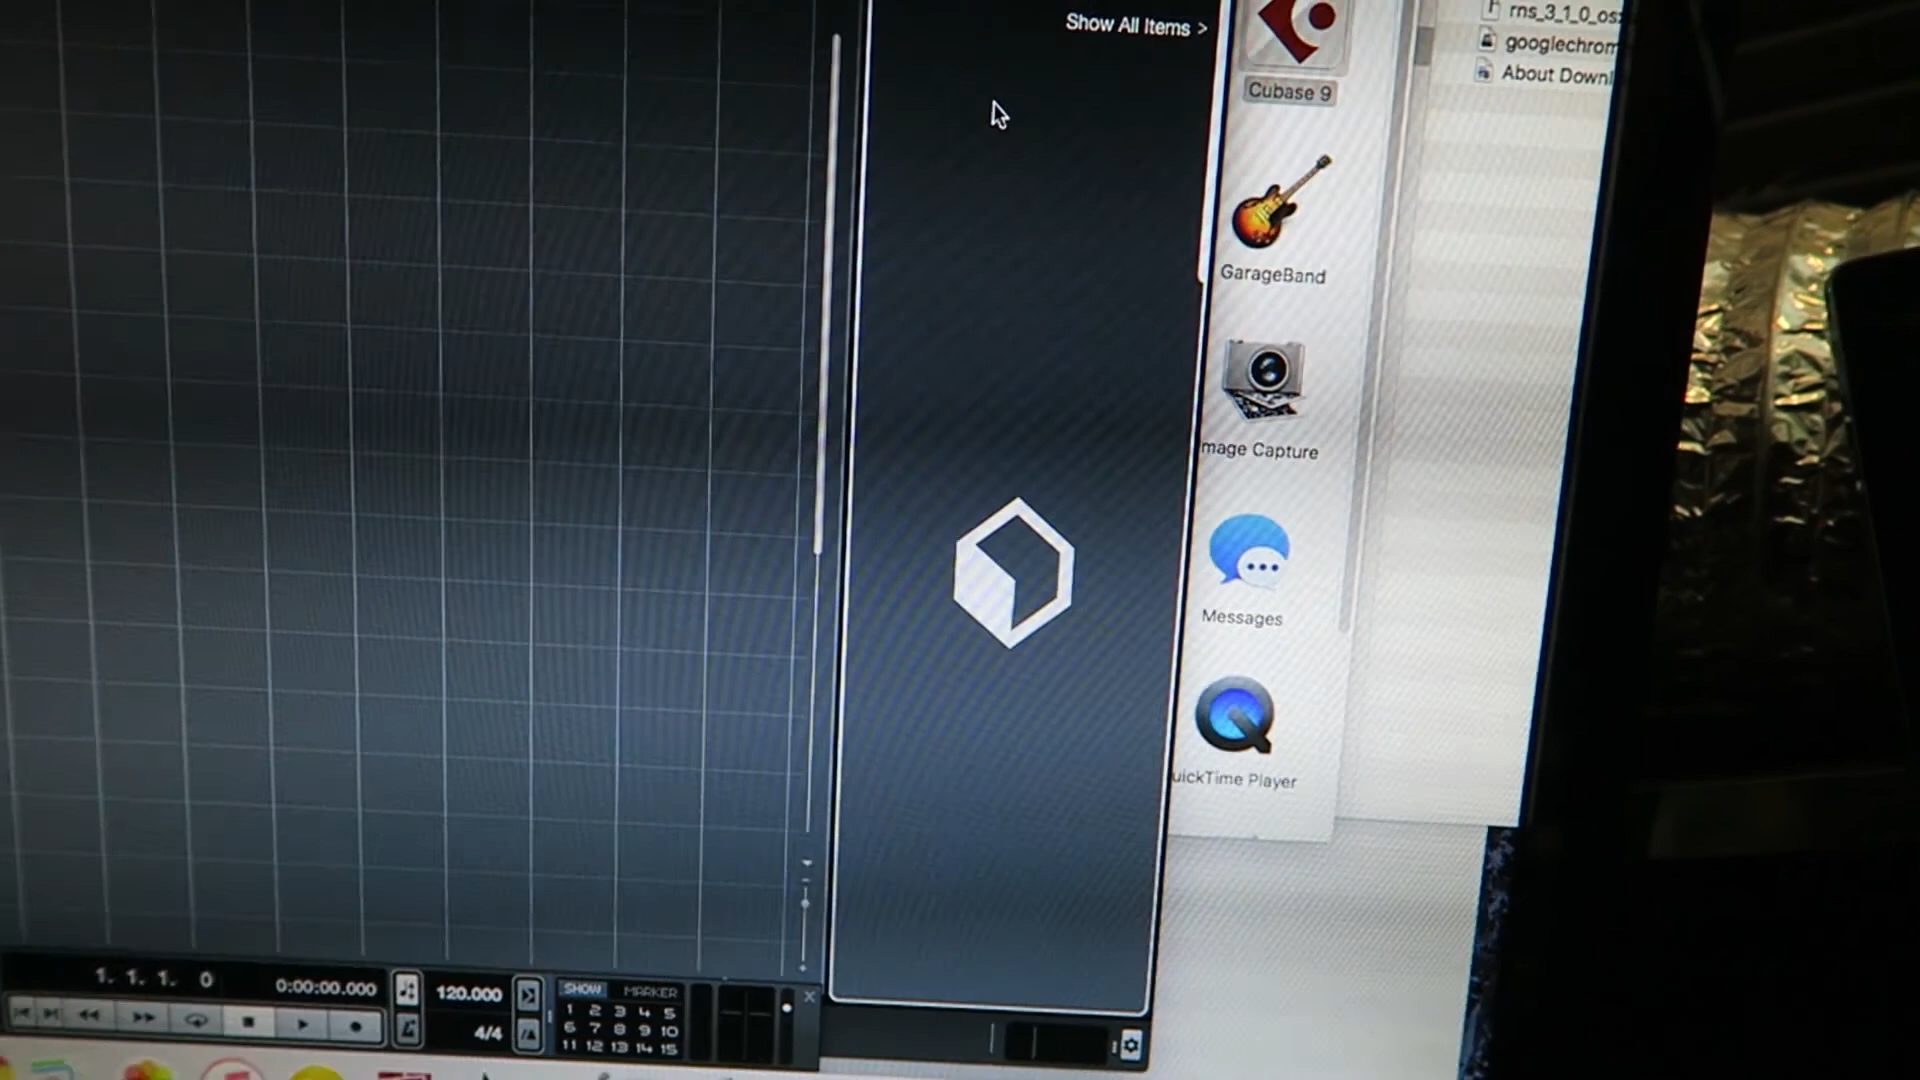 Show All Items >
rns_3_1_0_os
googlechrom
About Downl
Cubase 9
GarageBand
mage Capture
Messages
uickTime Player
1. 1. 1. 0
0:00:00.000
120.000
4/4
SHOW MARKER
1 2 3 4 5
6 7 8 9 10
11 12 13 14 15
X